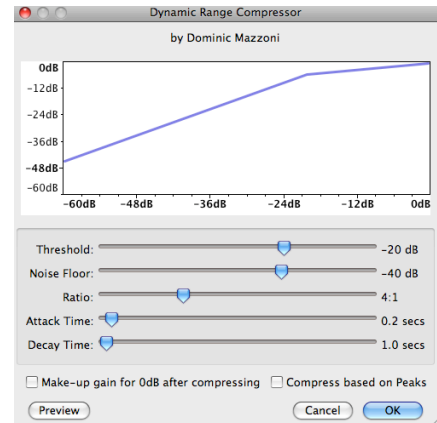 Dynamic Range Compressor
by Dominic Mazzoni
0dB
-12dB
-24dB
-36dB
-48dB
-60dB
-60dB -48dB -36dB -24dB -12dB 0dB
Threshold: -20 dB
Noise Floor: -40 dB
Ratio: 4:1
Attack Time: 0.2 secs
Decay Time: 1.0 secs
Make-up gain for 0dB after compressing Compress based on Peaks
Preview Cancel OK